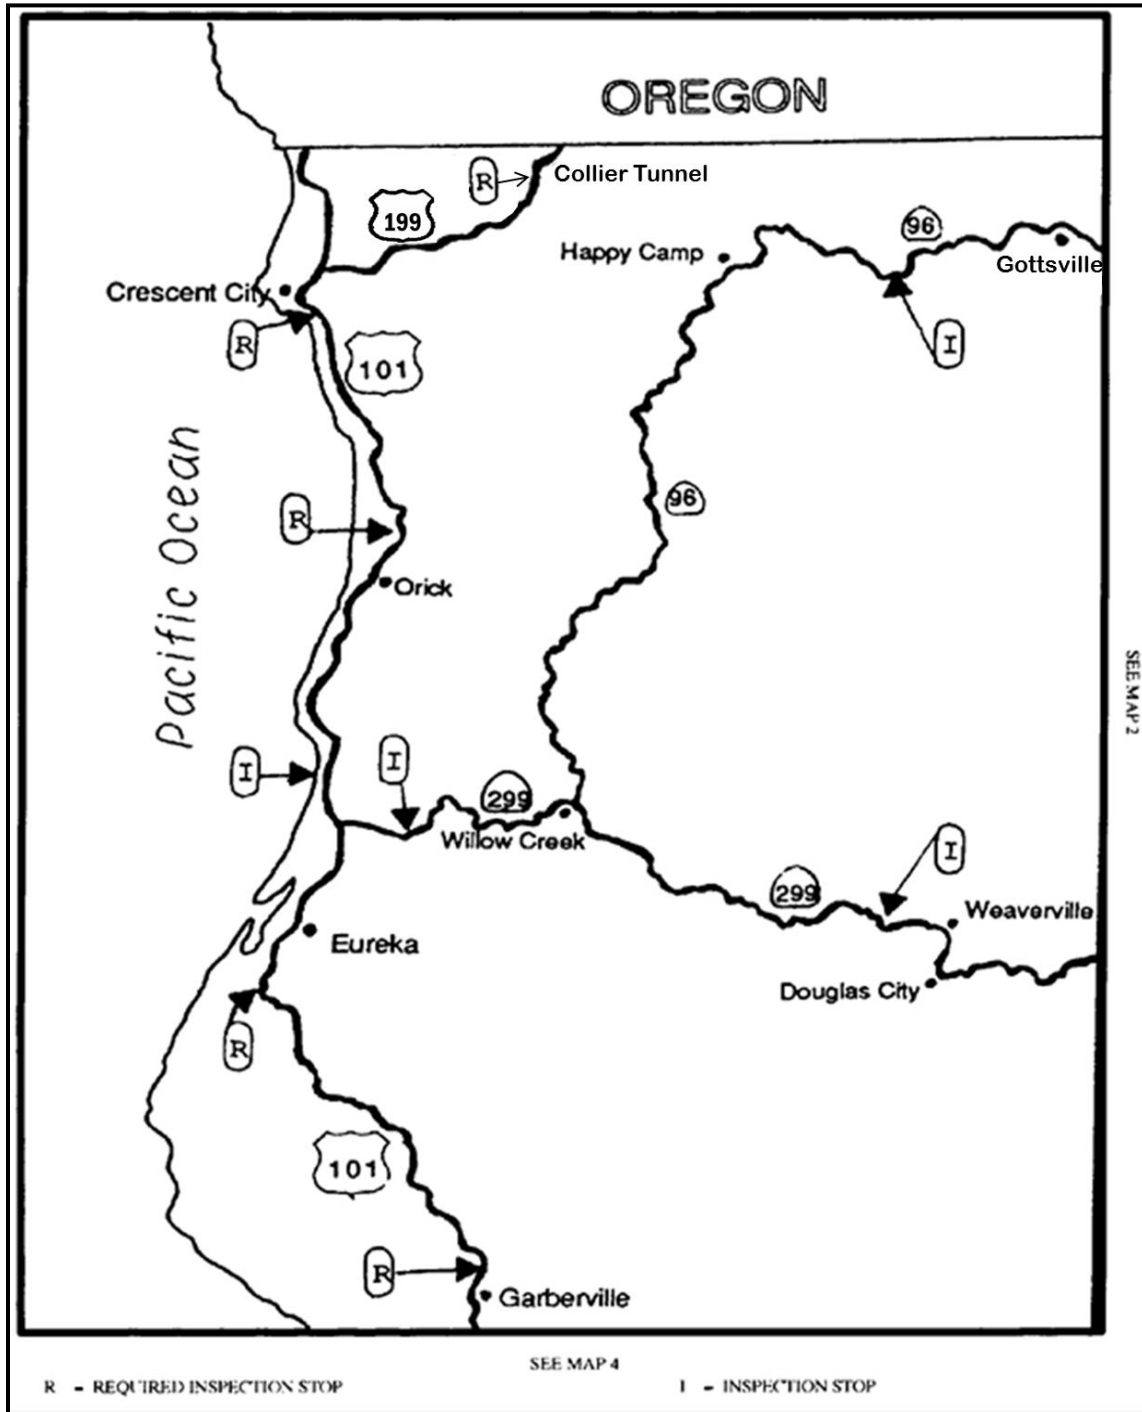 OREGON
R
Collier Tunnel
199
96
Happy Camp
Gottsville
Crescent City
R
I
101
Pacific Ocean
96
R
Orick
SEE MAP 2
I
I
299
Willow Creek
I
299
Weaverville
Eureka
Douglas City
R
101
R
Garberville
SEE MAP 4
R - REQUIRED INSPECTION STOP
I - INSPECTION STOP